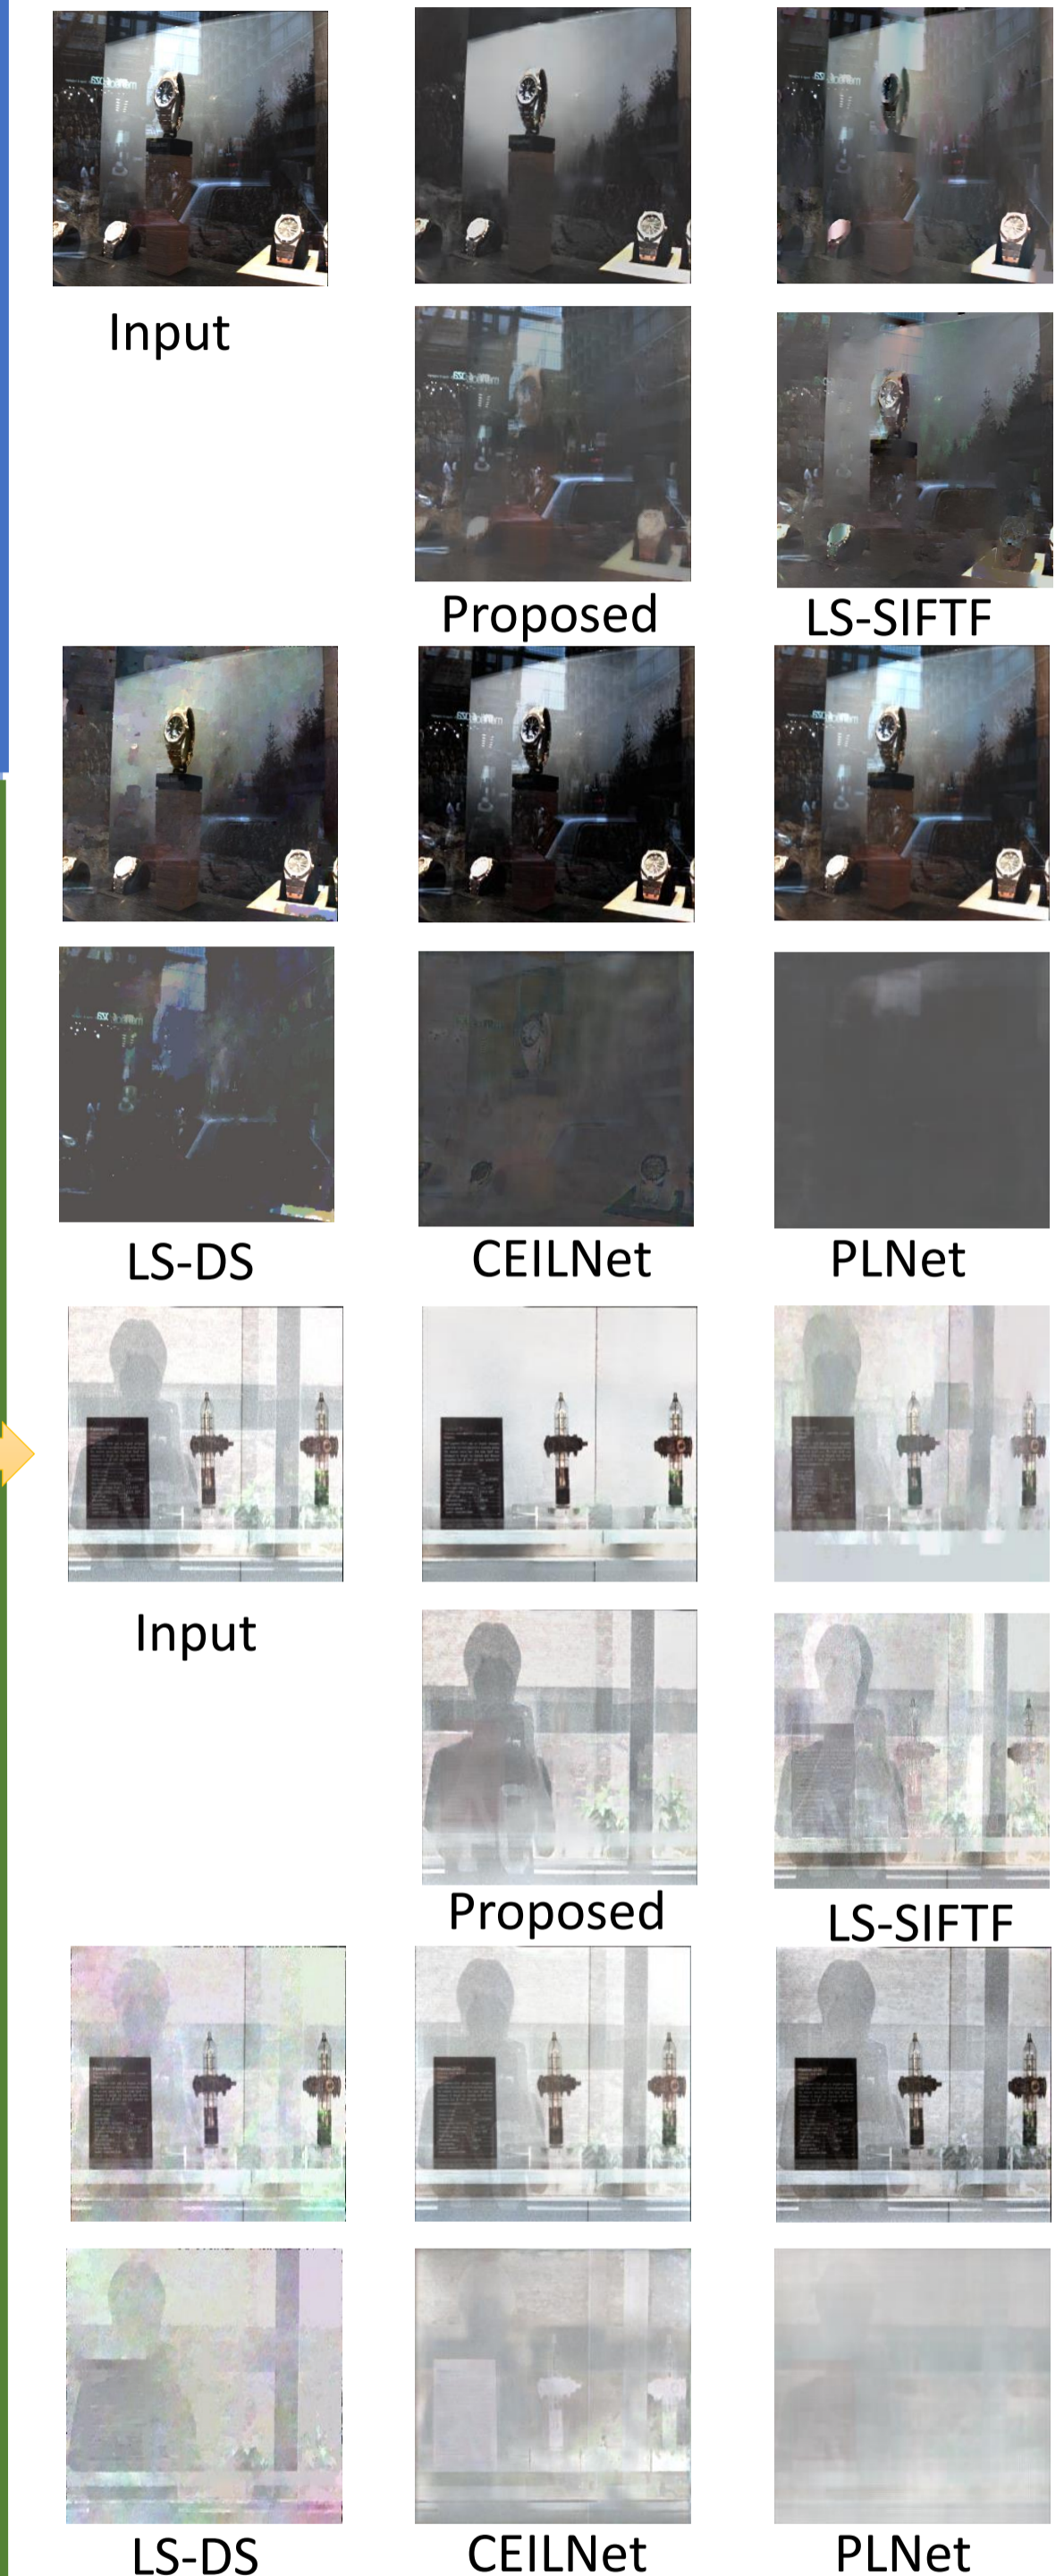 Input
Proposed
LS-SIFTF
LS-DS
CEILNet
PLNet
Input
Proposed
LS-SIFTF
LS-DS
CEILNet
PLNet